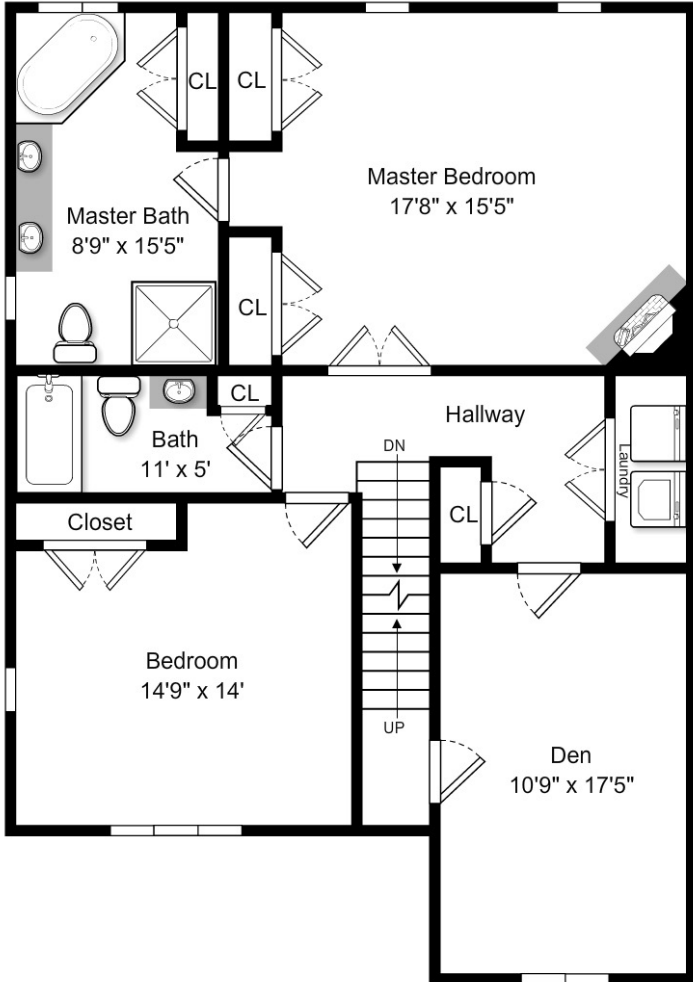 CL
CL
Master Bedroom
17'8" x 15'5"
Master Bath
8'9" x 15'5"
CL
CL
Hallway
Bath
11' x 5'
DN
Laundry
CL
Closet
Bedroom
14'9" x 14'
UP
Den
10'9" x 17'5"